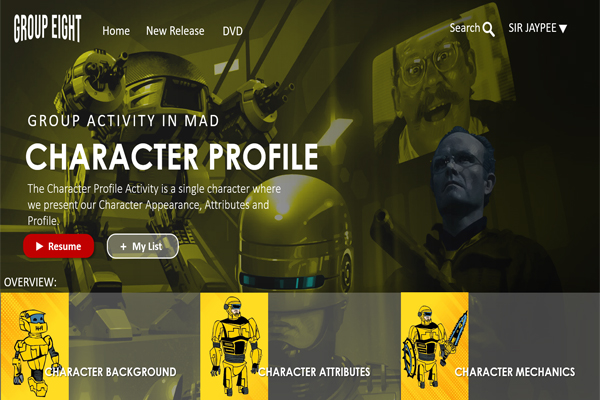 GROUP EIGHT
Home New Release DVD
Search SIR JAYPEE
GROUP ACTIVITY IN MAD
CHARACTER PROFILE
The Character Profile Activity is a single character where
we present our Character Appearance, Attributes and
Profile.
Resume + My List
OVERVIEW:
CHARACTER BACKGROUND
CHARACTER ATTRIBUTES
CHARACTER MECHANICS